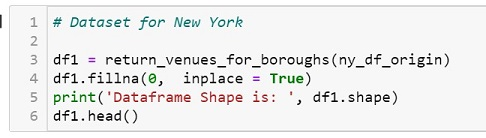 1 # Dataset for New York
2
3 df1 = return_venues_for_boroughs(ny_df_origin)
4 df1.fillna(0, inplace = True)
5 print('Dataframe Shape is: ', df1.shape)
6 df1.head()